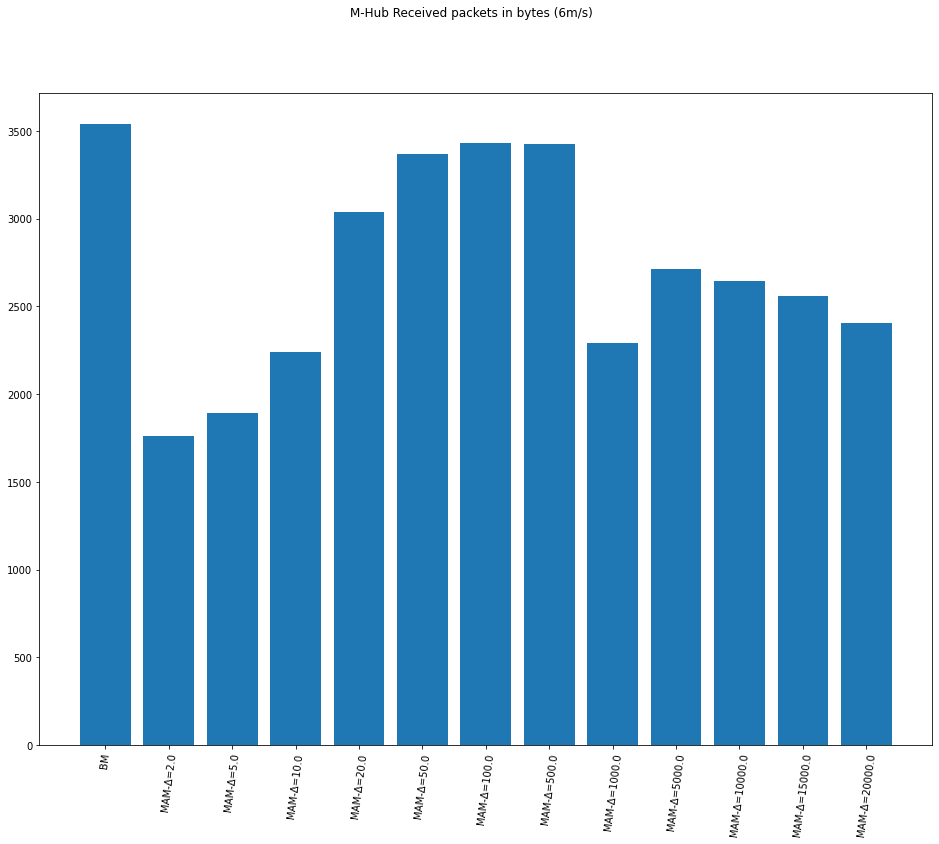 M-Hub Received packets in bytes (6m/s)
3500
3000
2500
2000
1500
1000
500
0
BM
MAM-Δ=2.0
MAM-Δ=5.0
MAM-Δ=10.0
MAM-Δ=20.0
MAM-Δ=50.0
MAM-Δ=100.0
MAM-Δ=500.0
MAM-Δ=1000.0
MAM-Δ=5000.0
MAM-Δ=10000.0
MAM-Δ=15000.0
MAM-Δ=20000.0